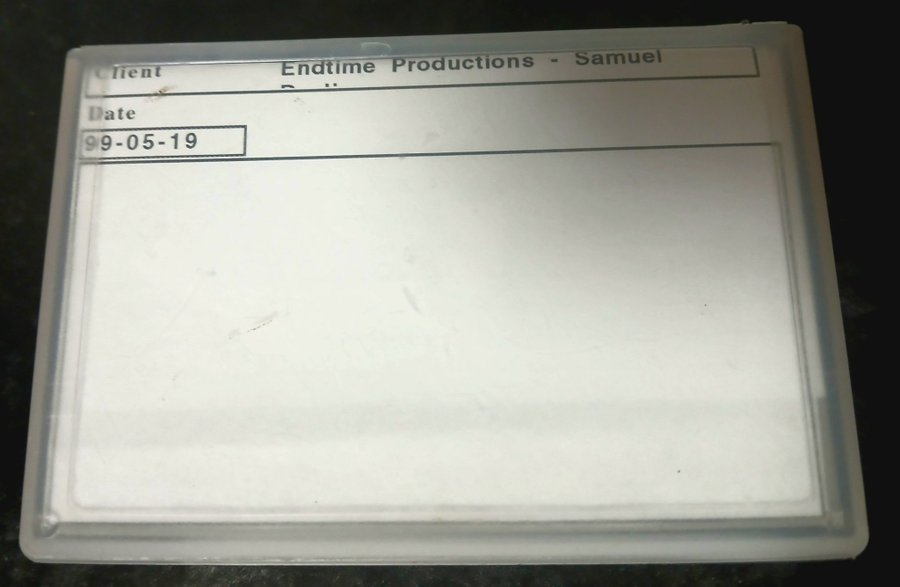 Client Endtime Productions - Samuel
Date
99-05-19